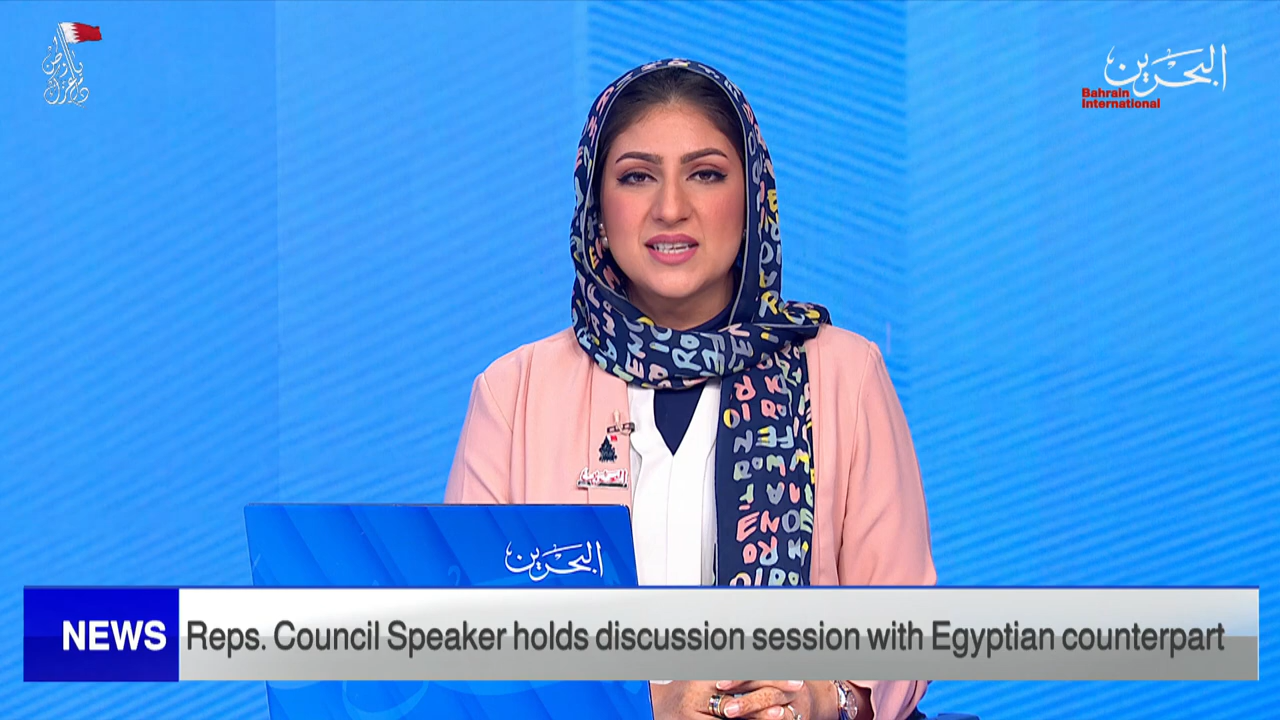 البحرين
Bahrain
International
البحرين
NEWS
Reps. Council Speaker holds discussion session with Egyptian counterpart